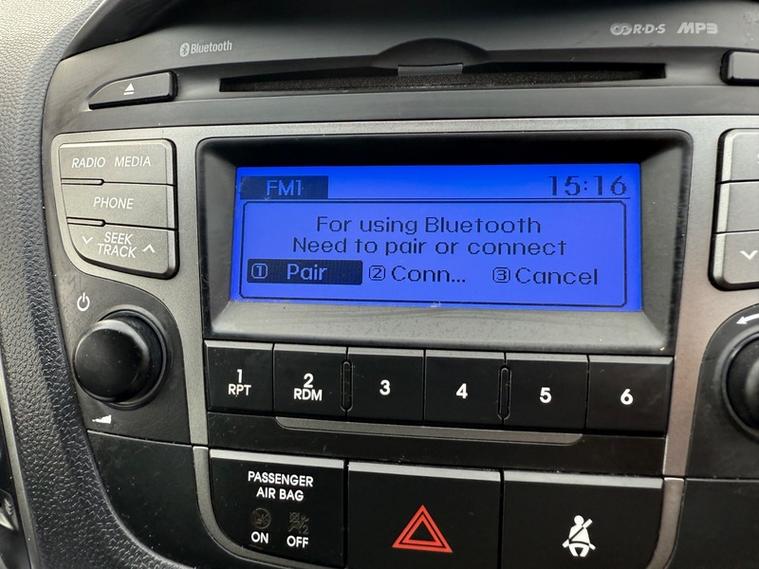 Bluetooth
R·D·S MP3
RADIO MEDIA
PHONE
SEEK
TRACK
FM1 15:16
For using Bluetooth
Need to pair or connect
1 Pair 2 Conn... 3 Cancel
1
RPT
2
RDM
3
4
5
6
PASSENGER
AIR BAG
ON OFF